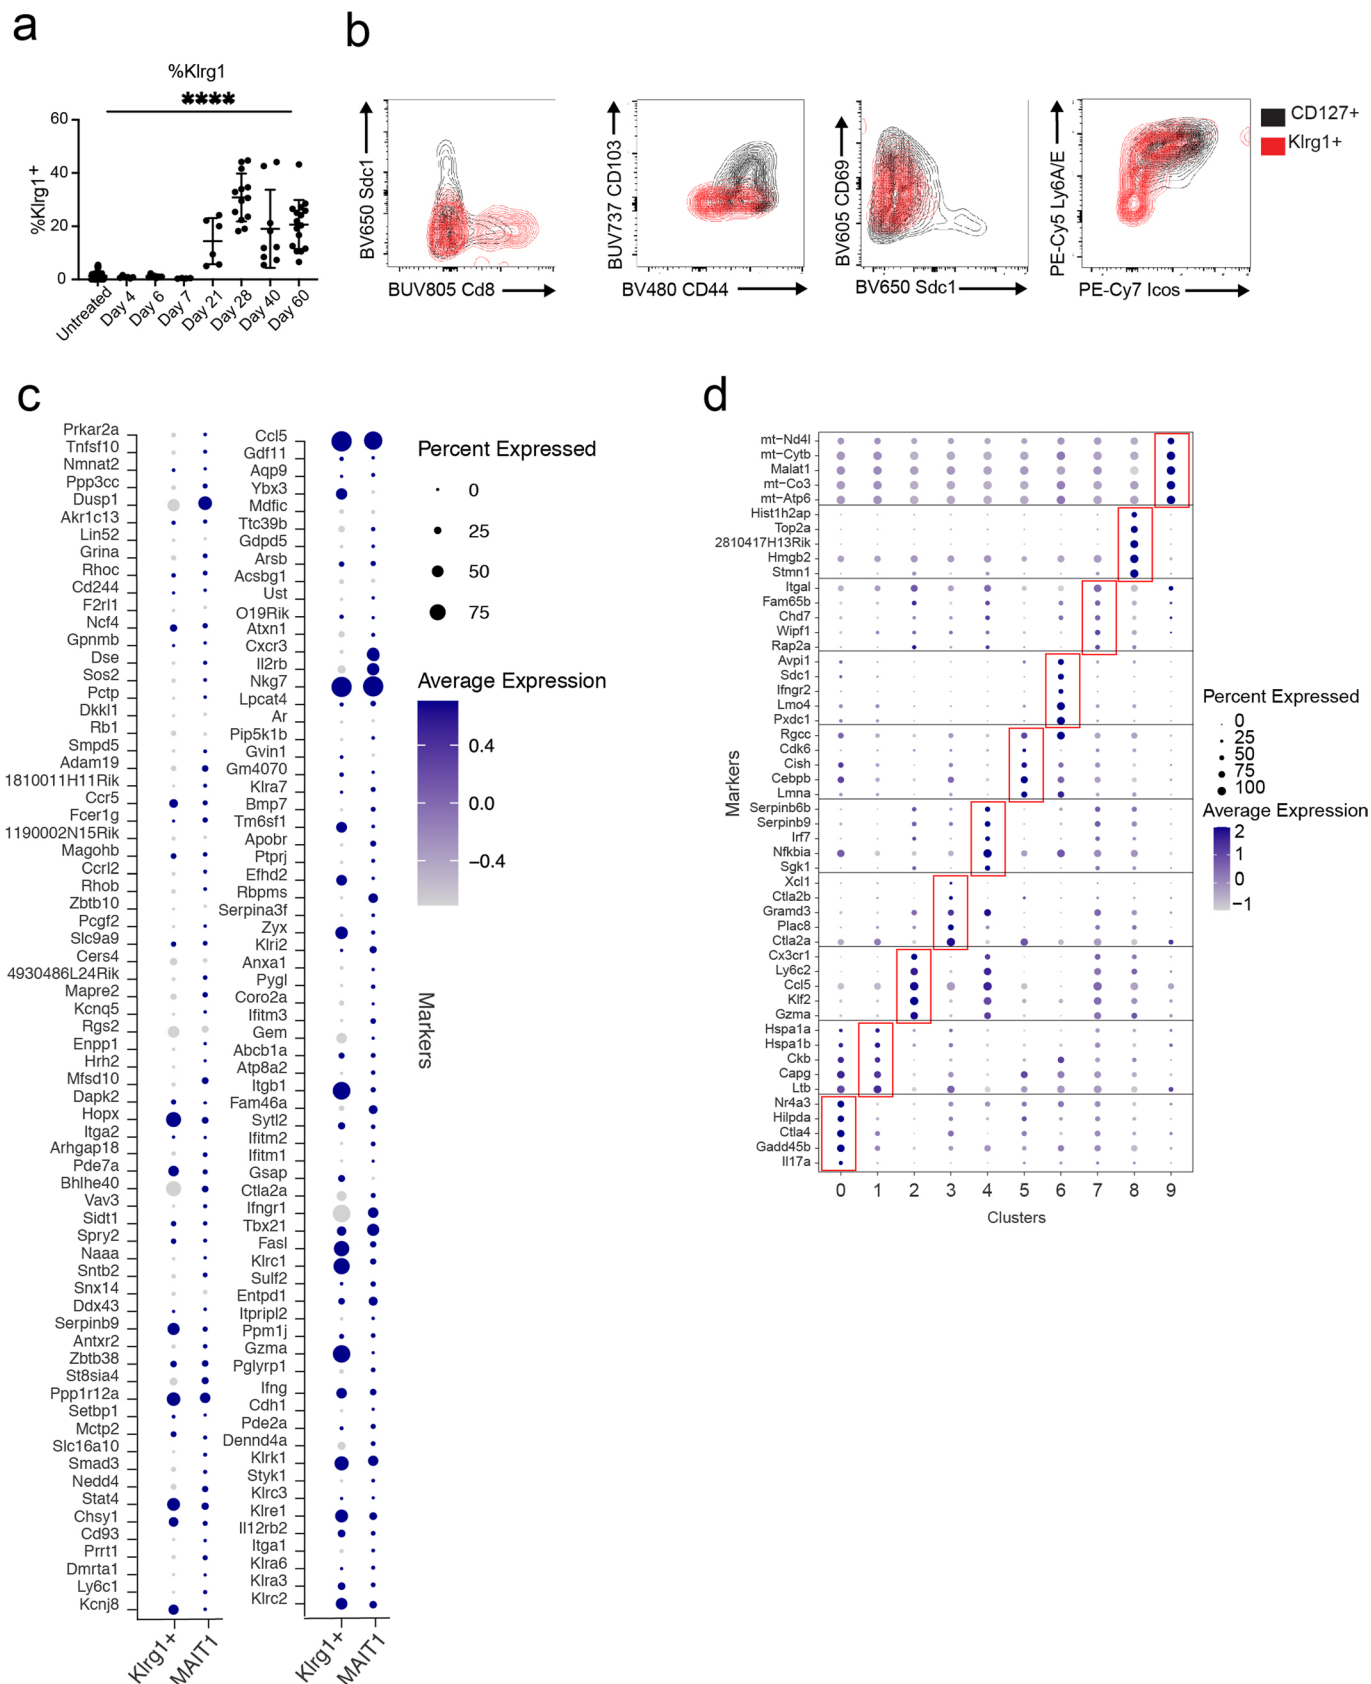 a
%Klrg1
****
%Klrg1+
60
40
20
0
Untreated
Day 4
Day 6
Day 7
Day 21
Day 28
Day 40
Day 60
b
BV650 Sdc1
BUV805 Cd8
BUV737 CD103
BV480 CD44
BV605 CD69
BV650 Sdc1
PE-Cy5 Ly6A/E
PE-Cy7 Icos
CD127+
Klrg1+
c
Prkar2a
Tnfsf10
Nmnat2
Ppp3cc
Dusp1
Akr1c13
Lin52
Grina
Rhoc
Cd244
F2rl1
Ncf4
Gpnmb
Dse
Sos2
Pctp
Dkkl1
Rb1
Smpd5
Adam19
1810011H11Rik
Ccr5
Fcer1g
1190002N15Rik
Magohb
Ccrl2
Rhob
Zbtb10
Pcgf2
Slc9a9
Cers4
4930486L24Rik
Mapre2
Kcnq5
Rgs2
Enpp1
Hrh2
Mfsd10
Dapk2
Hopx
Itga2
Arhgap18
Pde7a
Bhlhe40
Vav3
Sidt1
Spry2
Naaa
Sntb2
Snx14
Ddx43
Serpinb9
Antxr2
Zbtb38
St8sia4
Ppp1r12a
Setbp1
Mctp2
Slc16a10
Smad3
Nedd4
Stat4
Chsy1
Cd93
Prrt1
Dmrta1
Ly6c1
Kcnj8
Klrg1+
MAIT1
Ccl5
Gdf11
Aqp9
Ybx3
Mdfic
Ttc39b
Gdpd5
Arsb
Acsbg1
Ust
O19Rik
Atxn1
Cxcr3
Il2rb
Nkg7
Lpcat4
Ar
Pip5k1b
Gvin1
Gm4070
Klra7
Bmp7
Tm6sf1
Apobr
Ptprj
Efhd2
Rbpms
Serpina3f
Zyx
Klri2
Anxa1
Pygl
Coro2a
Ifitm3
Gem
Abcb1a
Atp8a2
Itgb1
Fam46a
Sytl2
Ifitm2
Ifitm1
Gsap
Ctla2a
Ifngr1
Tbx21
Fasl
Klrc1
Sulf2
Entpd1
Itpripl2
Ppm1j
Gzma
Pglyrp1
Ifng
Cdh1
Pde2a
Dennd4a
Klrk1
Styk1
Klrc3
Klre1
Il12rb2
Itga1
Klra6
Klra3
Klrc2
Klrg1+
MAIT1
Percent Expressed
0
25
50
75
Average Expression
0.4
0.0
−0.4
Markers
d
mt−Nd4l
mt−Cytb
Malat1
mt−Co3
mt−Atp6
Hist1h2ap
Top2a
2810417H13Rik
Hmgb2
Stmn1
Itgal
Fam65b
Chd7
Wipf1
Rap2a
Avpi1
Sdc1
Ifngr2
Lmo4
Pxdc1
Rgcc
Cdk6
Cish
Cebpb
Lmna
Serpinb6b
Serpinb9
Irf7
Nfkbia
Sgk1
Xcl1
Ctla2b
Gramd3
Plac8
Ctla2a
Cx3cr1
Ly6c2
Ccl5
Klf2
Gzma
Hspa1a
Hspa1b
Ckb
Capg
Ltb
Nr4a3
Hilpda
Ctla4
Gadd45b
Il17a
Markers
0 1 2 3 4 5 6 7 8 9
Clusters
Percent Expressed
0
25
50
75
100
Average Expression
2
1
0
−1